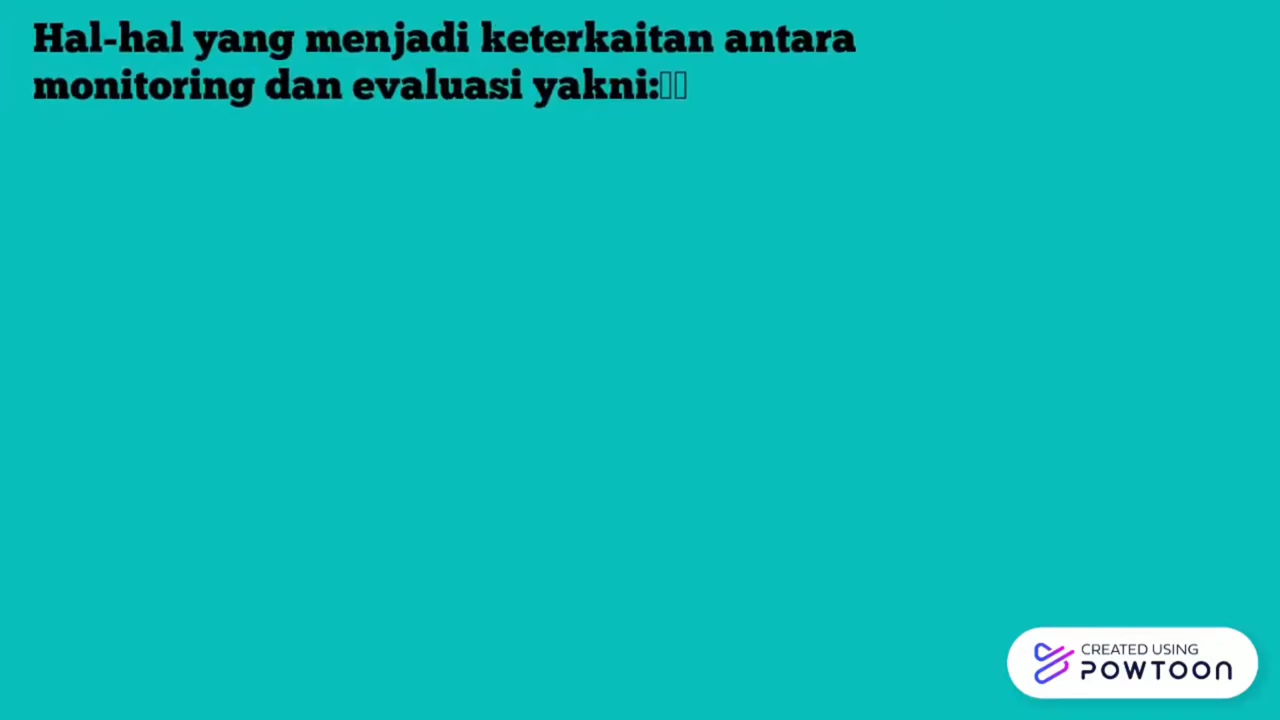 Hal-hal yang menjadi keterkaitan antara
monitoring dan evaluasi yakni:
CREATED USING
POWTOON